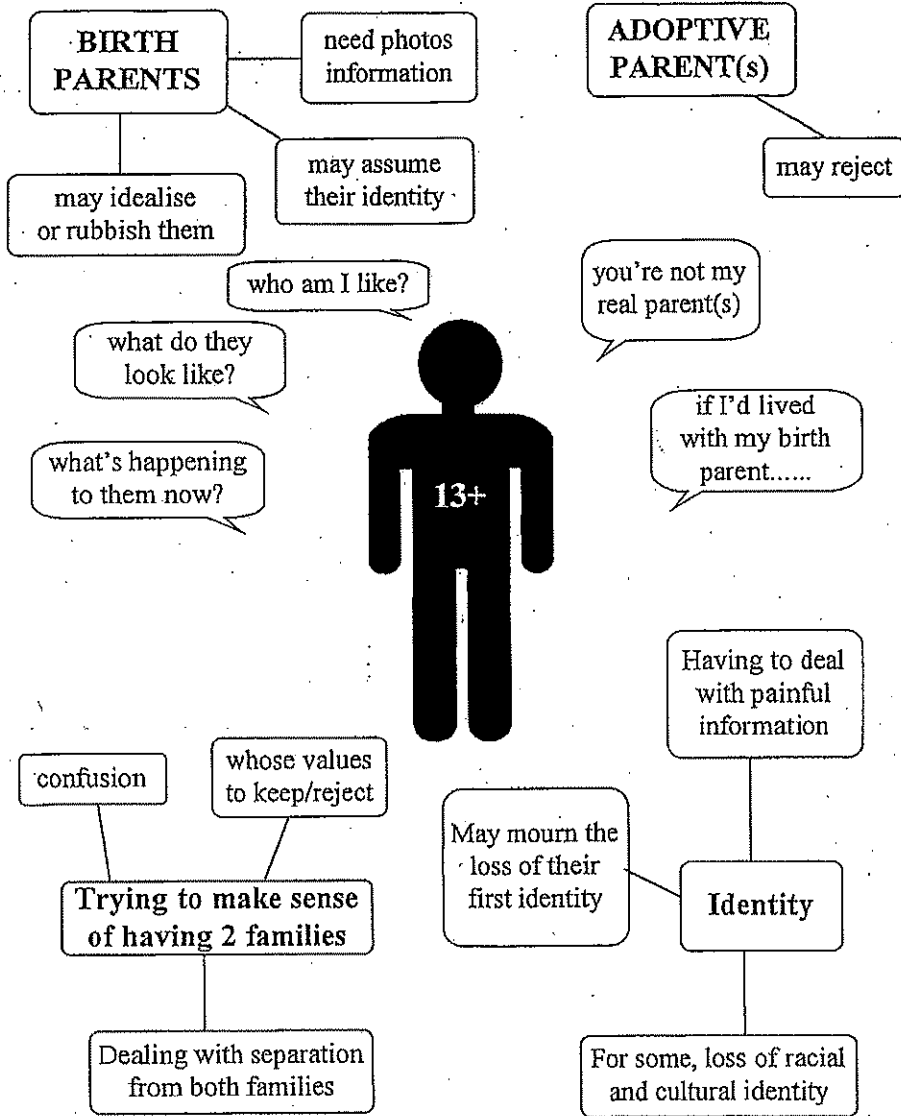 BIRTH
PARENTS
need photos
information
may assume
their identity
may idealise
or rubbish them
ADOPTIVE
PARENT(s)
may reject
who am I like?
what do they
look like?
what's happening
to them now?
you're not my
real parent(s)
if I'd lived
with my birth
parent......
13+
confusion
whose values
to keep/reject
Trying to make sense
of having 2 families
Dealing with separation
from both families
Having to deal
with painful
information
May mourn the
loss of their
first identity
Identity
For some, loss of racial
and cultural identity